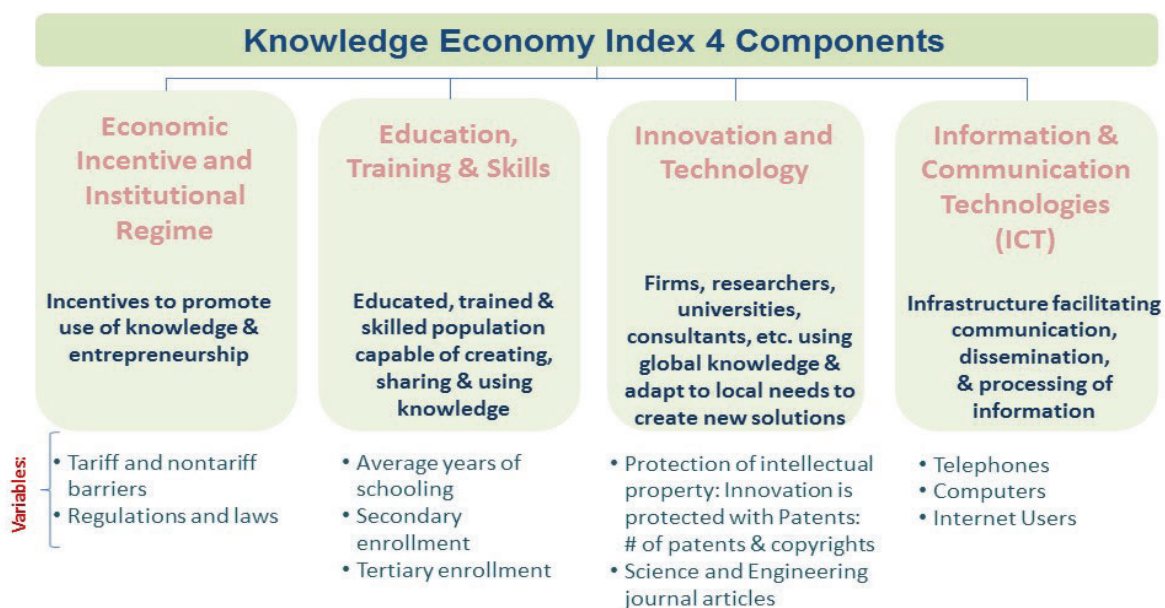 Knowledge Economy Index 4 Components
Economic
Incentive and
Institutional
Regime
Incentives to promote
use of knowledge &
entrepreneurship
Education,
Training & Skills
Educated, trained &
skilled population
capable of creating,
sharing & using
knowledge
Innovation and
Technology
Firms, researchers,
universities,
consultants, etc. using
global knowledge &
adapt to local needs to
create new solutions
Information &
Communication
Technologies
(ICT)
Infrastructure facilitating
communication,
dissemination,
& processing of
information
Variables:
• Tariff and nontariff
barriers
• Regulations and laws
• Average years of
schooling
• Secondary
enrollment
• Tertiary enrollment
• Protection of intellectual
property: Innovation is
protected with Patents:
# of patents & copyrights
• Science and Engineering
journal articles
• Telephones
• Computers
• Internet Users